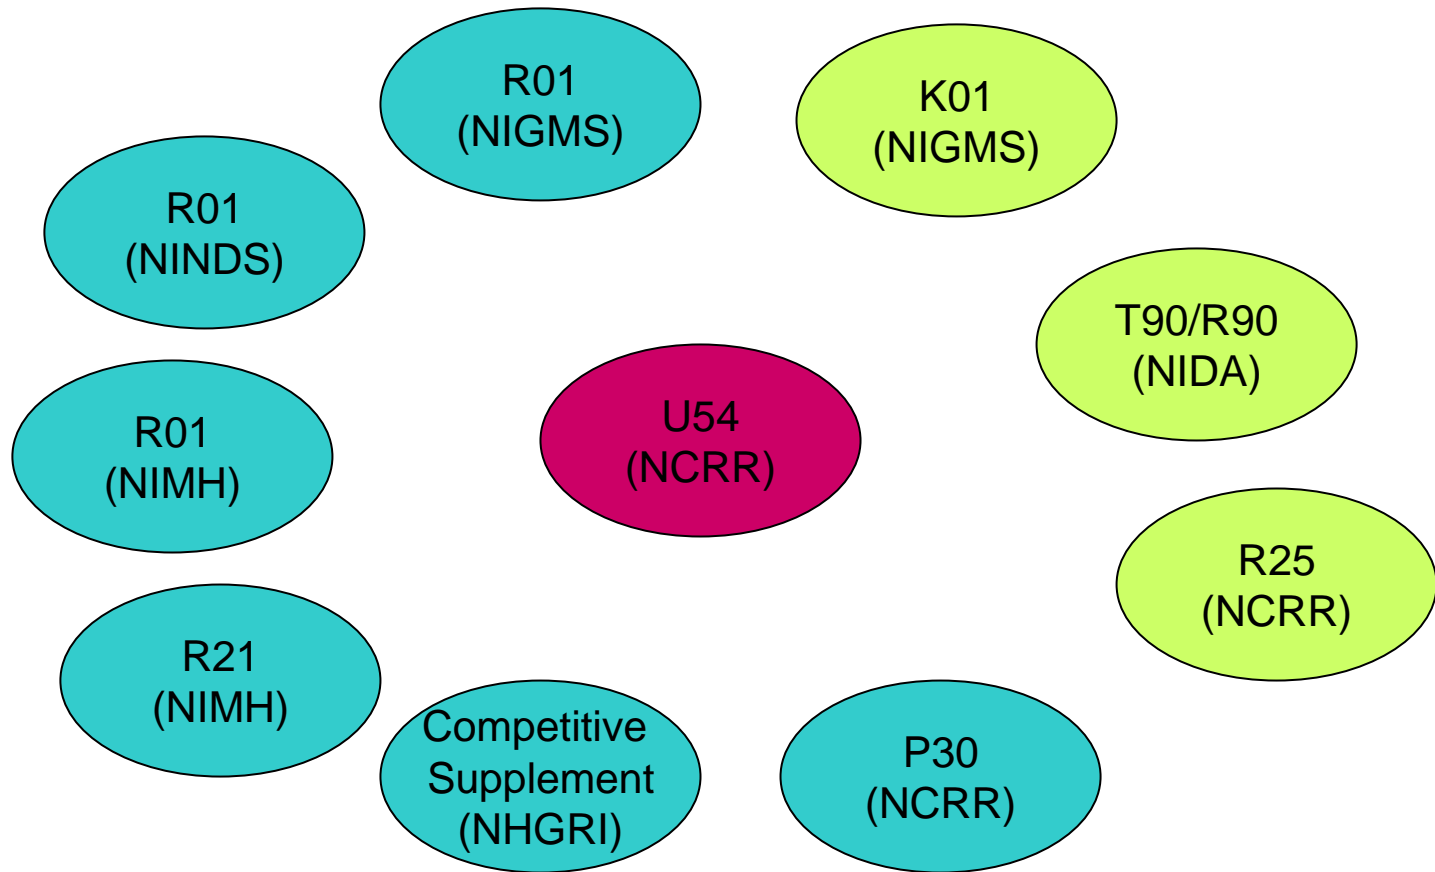 R01
(NIGMS)
K01
(NIGMS)
R01
(NINDS)
T90/R90
(NIDA)
U54
(NCRR)
R01
(NIMH)
R25
(NCRR)
R21
(NIMH)
Competitive
Supplement
(NHGRI)
P30
(NCRR)